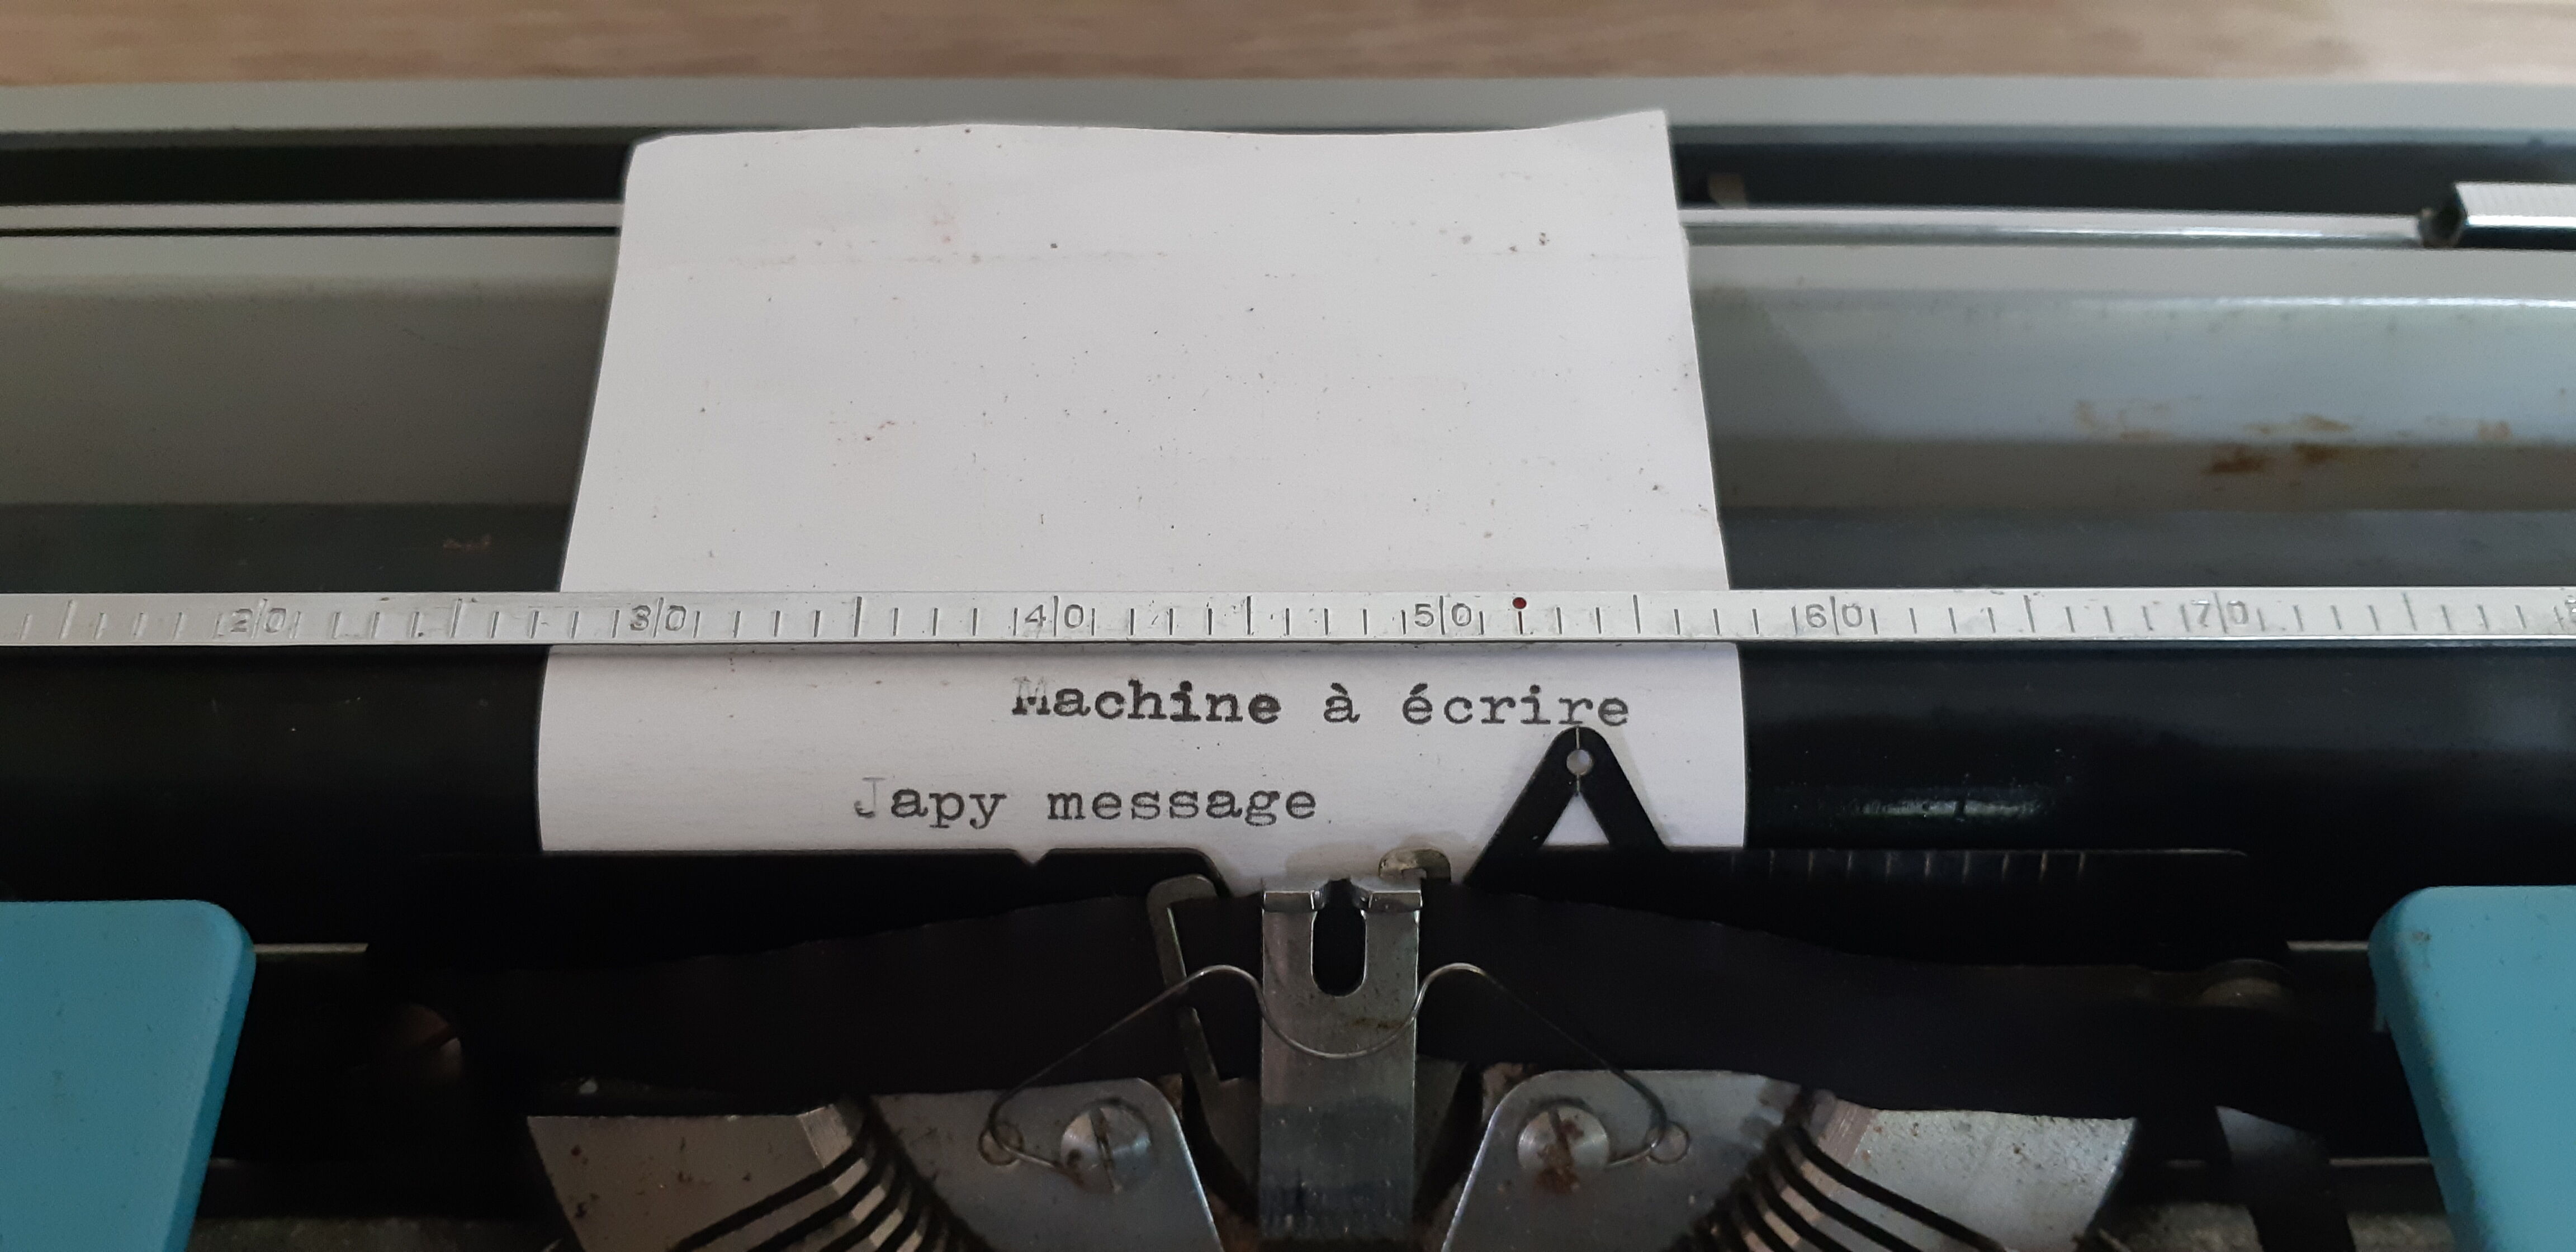 20 30 40 50 60 70
Machine à écrire
Japy message